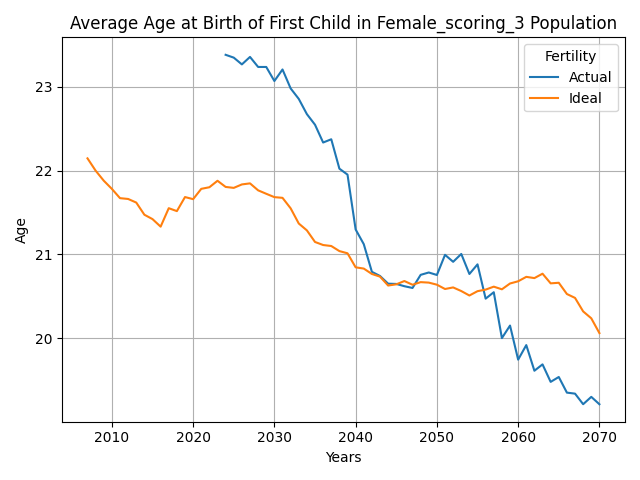 Average Age at Birth of First Child in Female_scoring_3 Population
Fertility
Actual
Ideal
23
22
21
20
Age
2010 2020 2030 2040 2050 2060 2070
Years